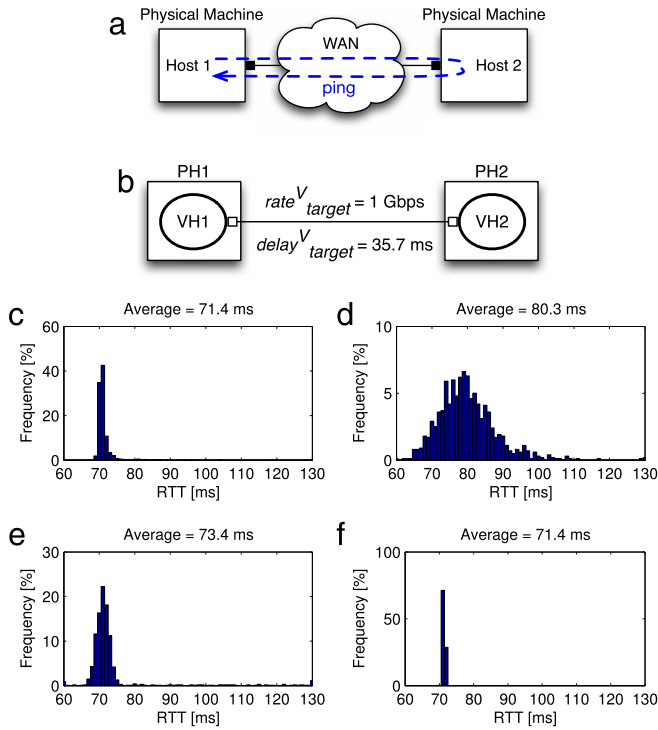 a
Physical Machine
Physical Machine
Host 1
WAN
Host 2
ping
b
PH1
PH2
VH1
rate^V_target = 1 Gbps
VH2
delay^V_target = 35.7 ms
c
Average = 71.4 ms
60
40
20
0
Frequency [%]
60 70 80 90 100 110 120 130
RTT [ms]
d
Average = 80.3 ms
10
5
0
Frequency [%]
60 70 80 90 100 110 120 130
RTT [ms]
e
Average = 73.4 ms
30
20
10
0
Frequency [%]
60 70 80 90 100 110 120 130
RTT [ms]
f
Average = 71.4 ms
100
50
0
Frequency [%]
60 70 80 90 100 110 120 130
RTT [ms]